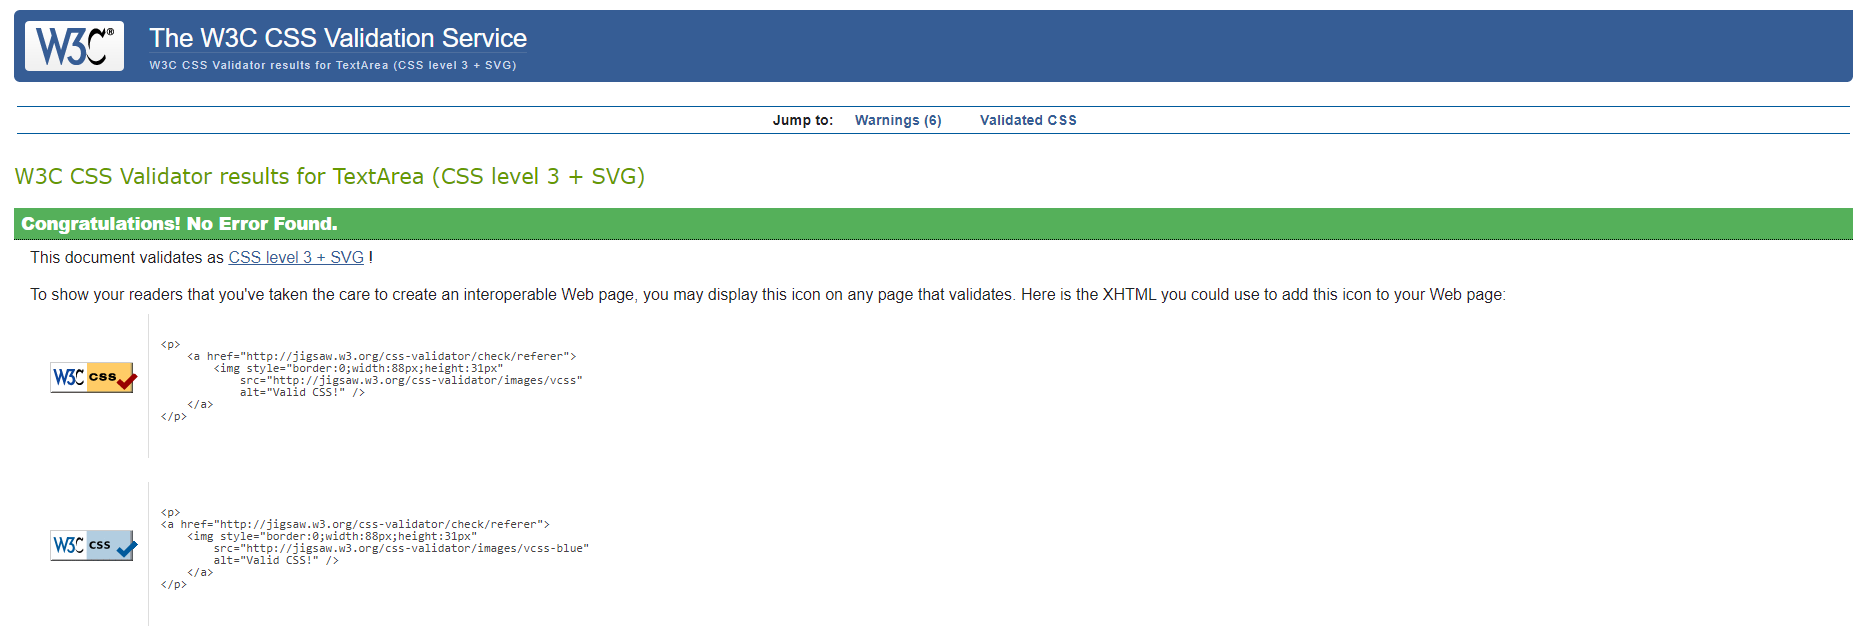 W3C®
The W3C CSS Validation Service
W3C CSS Validator results for TextArea (CSS level 3 + SVG)
Jump to: Warnings (6) Validated CSS
W3C CSS Validator results for TextArea (CSS level 3 + SVG)
Congratulations! No Error Found.
This document validates as CSS level 3 + SVG !
To show your readers that you've taken the care to create an interoperable Web page, you may display this icon on any page that validates. Here is the XHTML you could use to add this icon to your Web page:
W3C css
<p>
    <a href="http://jigsaw.w3.org/css-validator/check/referer">
        <img style="border:0;width:88px;height:31px"
            src="http://jigsaw.w3.org/css-validator/images/vcss"
            alt="Valid CSS!" />
    </a>
</p>
W3C css
<p>
<a href="http://jigsaw.w3.org/css-validator/check/referer">
    <img style="border:0;width:88px;height:31px"
        src="http://jigsaw.w3.org/css-validator/images/vcss-blue"
        alt="Valid CSS!" />
    </a>
</p>